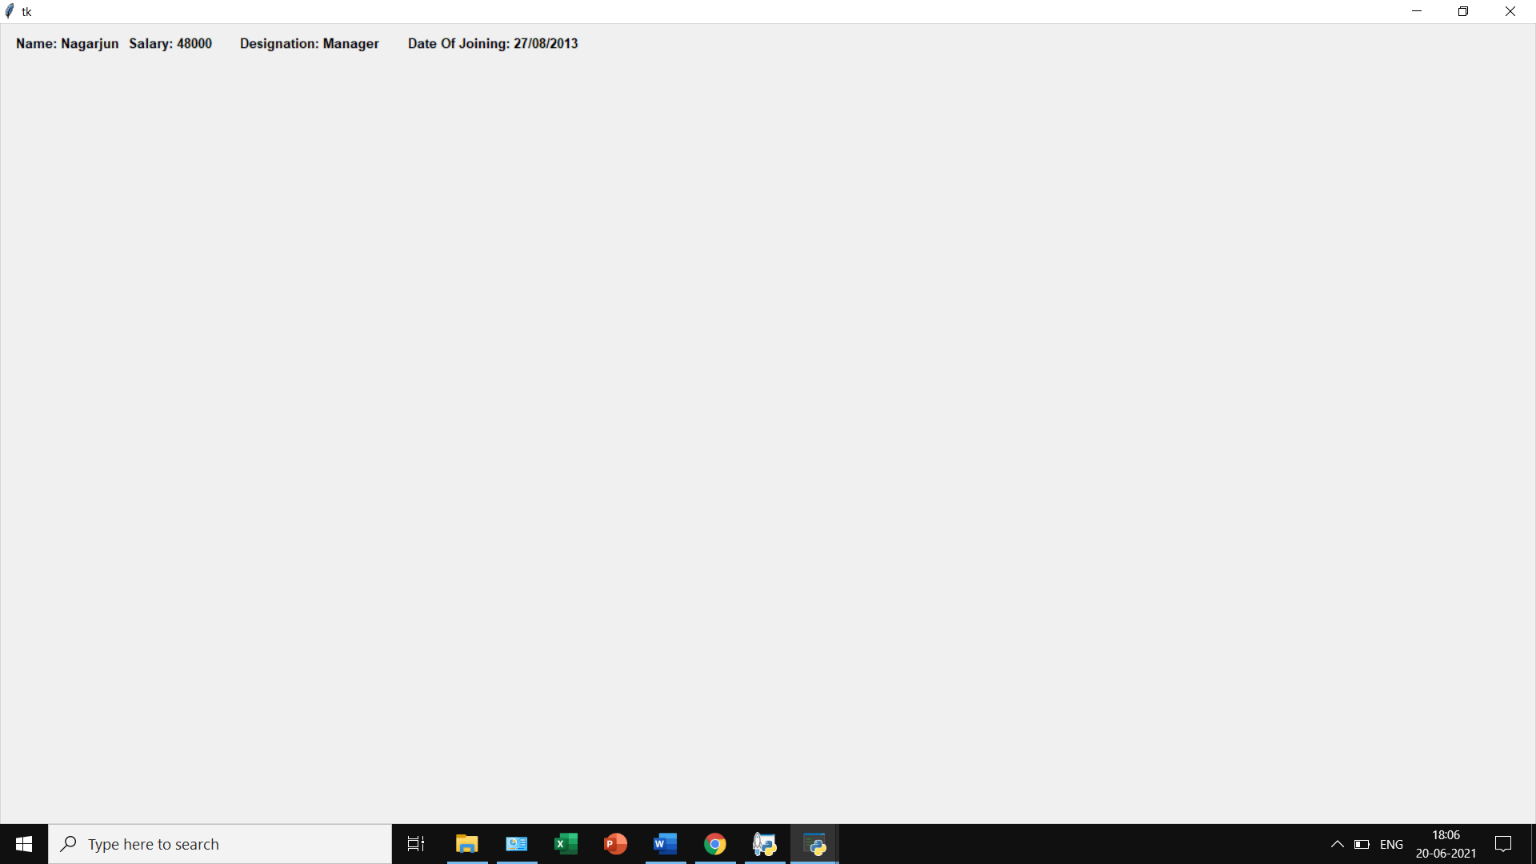 tk
Name: Nagarjun Salary: 48000 Designation: Manager Date Of Joining: 27/08/2013
Type here to search
X
P
W
ENG
18:06
20-06-2021